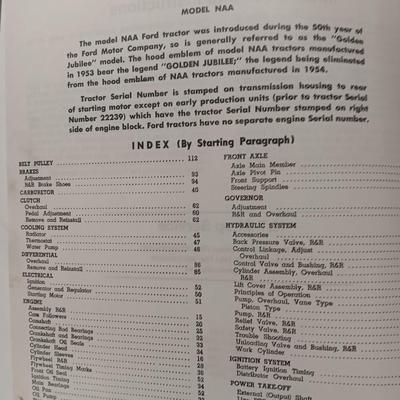 MODEL NAA
The model NAA Ford tractor was introduced during the 50th year of
the Ford Motor Company, so is generally referred to as the "Golden
Jubilee" model. The hood emblem of model NAA tractors manufactured
in 1953 bear the legend "GOLDEN JUBILEE;" the legend being eliminated
from the hood emblem of NAA tractors manufactured in 1954.
Tractor Serial Number is stamped on transmission housing to rear
of starting motor except on early production units (prior to tractor Serial
Number 22239) which have the tractor Serial Number stamped on right
side of engine block. Ford tractors have no separate engine Serial number.
INDEX (By Starting Paragraph)
BELT PULLEY 112
BRAKES
Adjustment 93
R&R Brake Shoes 94
CARBURETOR 40
CLUTCH
Overhaul 62
Pedal Adjustment 60
Remove and Reinstall 62
COOLING SYSTEM
Radiator 45
Thermostat 47
Water Pump 48
DIFFERENTIAL
Overhaul 86
Remove and Reinstall 85
ELECTRICAL
Ignition 52
Generator and Regulator 50
Starting Motor 51
ENGINE
Assembly R&R
Cam Followers 15
Camshaft
Connecting Rod Bearings
Crankshaft and Bearings
Crankshaft Oil Seals
Cylinder Head
Cylinder Sleeves
Flywheel R&R
Flywheel Timing Marks
Front Oil Seal
Ignition Timing
Main Bearings
Oil Pan
Oil Pump
FRONT AXLE
Axle Main Member
Axle Pivot Pin
Front Support
Steering Spindles
GOVERNOR
Adjustment
R&R and Overhaul
HYDRAULIC SYSTEM
Accessories
Back Pressure Valve, R&R
Control Linkage, Adjust
Overhaul
Control Valve and Bushing, R&R
Cylinder Assembly, Overhaul
R&R
Lift Cover Assembly, R&R
Principles of Operation
Pump, Overhaul, Vane Type
Piston Type
Pump, R&R
Relief Valve, R&R
Safety Valve, R&R
Trouble Shooting
Unloading Valve and Bushing, R&R
Work Cylinder
IGNITION SYSTEM
Battery Ignition Timing
Distributor Overhaul
POWER TAKEOFF
External (Output) Shaft